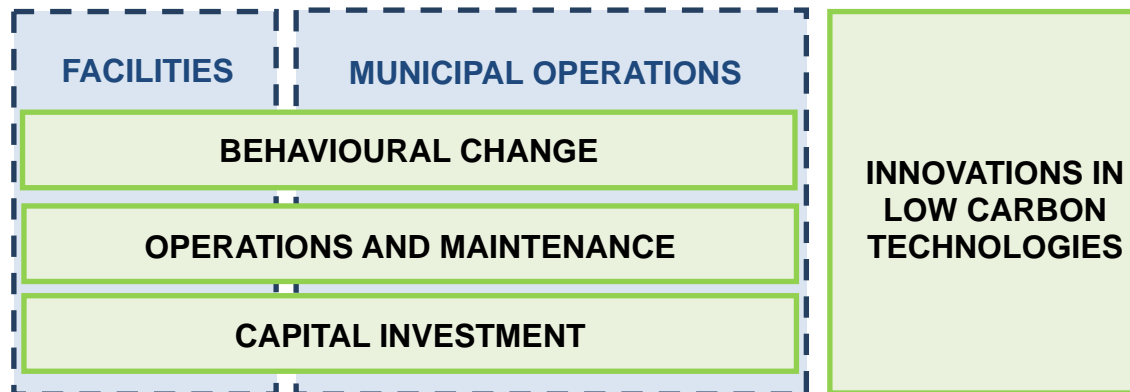 FACILITIES
MUNICIPAL OPERATIONS
BEHAVIOURAL CHANGE
OPERATIONS AND MAINTENANCE
CAPITAL INVESTMENT
INNOVATIONS IN
LOW CARBON
TECHNOLOGIES